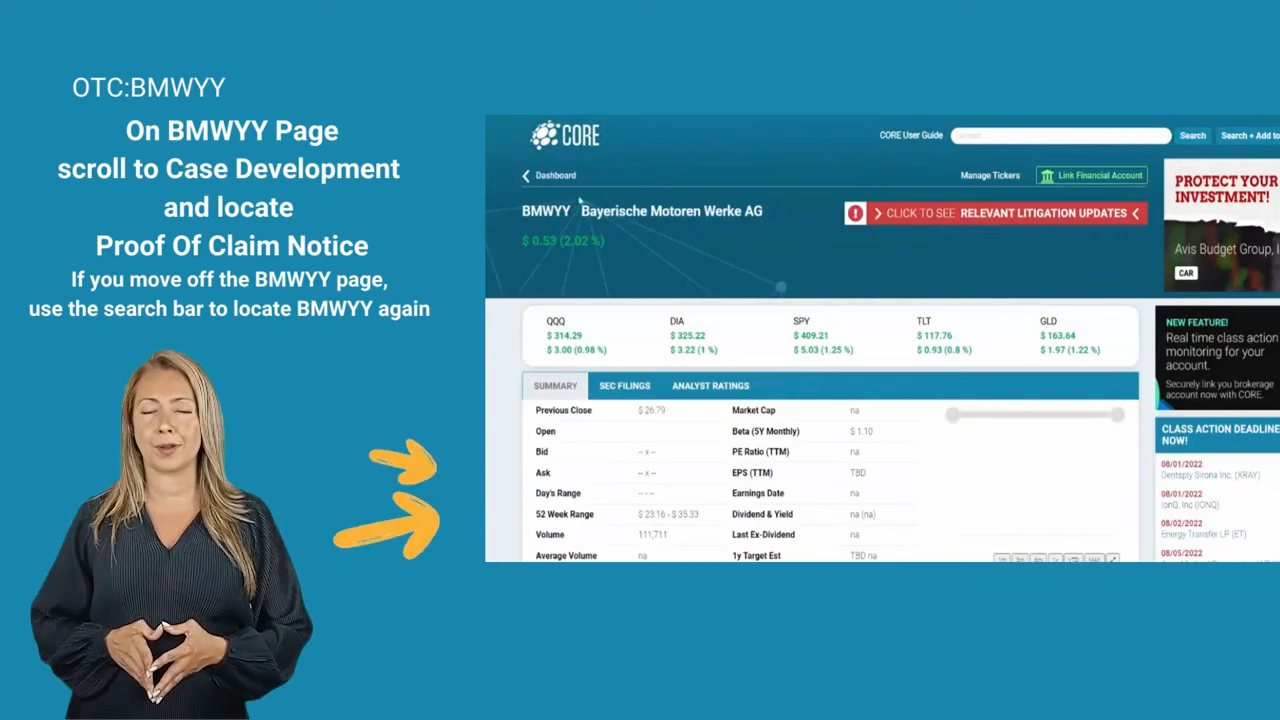 OTC:BMWYY
On BMWYY Page
scroll to Case Development
and locate
Proof Of Claim Notice
If you move off the BMWYY page,
use the search bar to locate BMWYY again
CORE
CORE User Guide
Search
Search + Add to
Dashboard
Manage Tickers
Link Financial Account
BMWYY Bayerische Motoren Werke AG
CLICK TO SEE RELEVANT LITIGATION UPDATES
$ 0.53 (2.02 %)
PROTECT YOUR
INVESTMENT!
Avis Budget Group, I
CAR
QQQ DIA SPY TLT GLD
$ 314.29 $ 325.22 $ 409.21 $ 117.76 $ 163.64
$ 3.00 (0.98 %) $ 3.22 (1 %) $ 5.03 (1.25 %) $ 0.93 (0.8 %) $ 1.97 (1.22 %)
NEW FEATURE!
Real time class action
monitoring for your
account.
Securely link you brokerage
account now with CORE.
SUMMARY SEC FILINGS ANALYST RATINGS
Previous Close $ 26.79 Market Cap na
Open Beta (5Y Monthly) $ 1.10
Bid -- x -- PE Ratio (TTM) na
Ask -- x -- EPS (TTM) TBD
Day's Range -- - -- Earnings Date na
52 Week Range $ 23.16 - $ 35.33 Dividend & Yield na (na)
Volume 111,711 Last Ex-Dividend na
Average Volume na 1y Target Est TBD na
CLASS ACTION DEADLINE
NOW!
08/01/2022
Dentsply Sirona Inc. (XRAY)
08/01/2022
IonQ, Inc (IONQ)
08/02/2022
Energy Transfer LP (ET)
08/05/2022